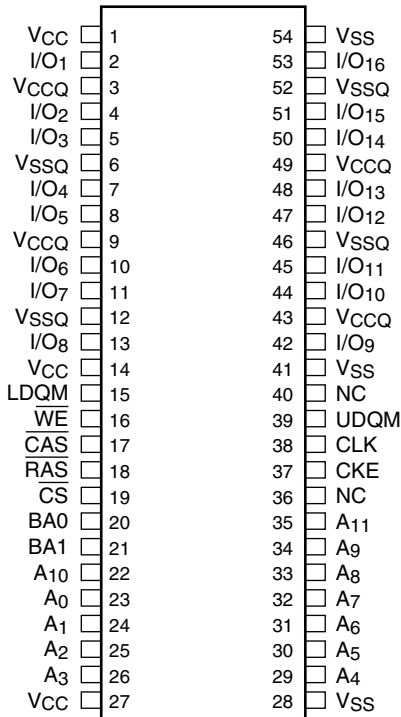 VCC 1 54 VSS
I/O1 2 53 I/O16
VCCQ 3 52 VSSQ
I/O2 4 51 I/O15
I/O3 5 50 I/O14
VSSQ 6 49 VCCQ
I/O4 7 48 I/O13
I/O5 8 47 I/O12
VCCQ 9 46 VSSQ
I/O6 10 45 I/O11
I/O7 11 44 I/O10
VSSQ 12 43 VCCQ
I/O8 13 42 I/O9
VCC 14 41 VSS
LDQM 15 40 NC
W̅E̅ 16 39 UDQM
C̅A̅S̅ 17 38 CLK
R̅A̅S̅ 18 37 CKE
C̅S̅ 19 36 NC
BA0 20 35 A11
BA1 21 34 A9
A10 22 33 A8
A0 23 32 A7
A1 24 31 A6
A2 25 30 A5
A3 26 29 A4
VCC 27 28 VSS